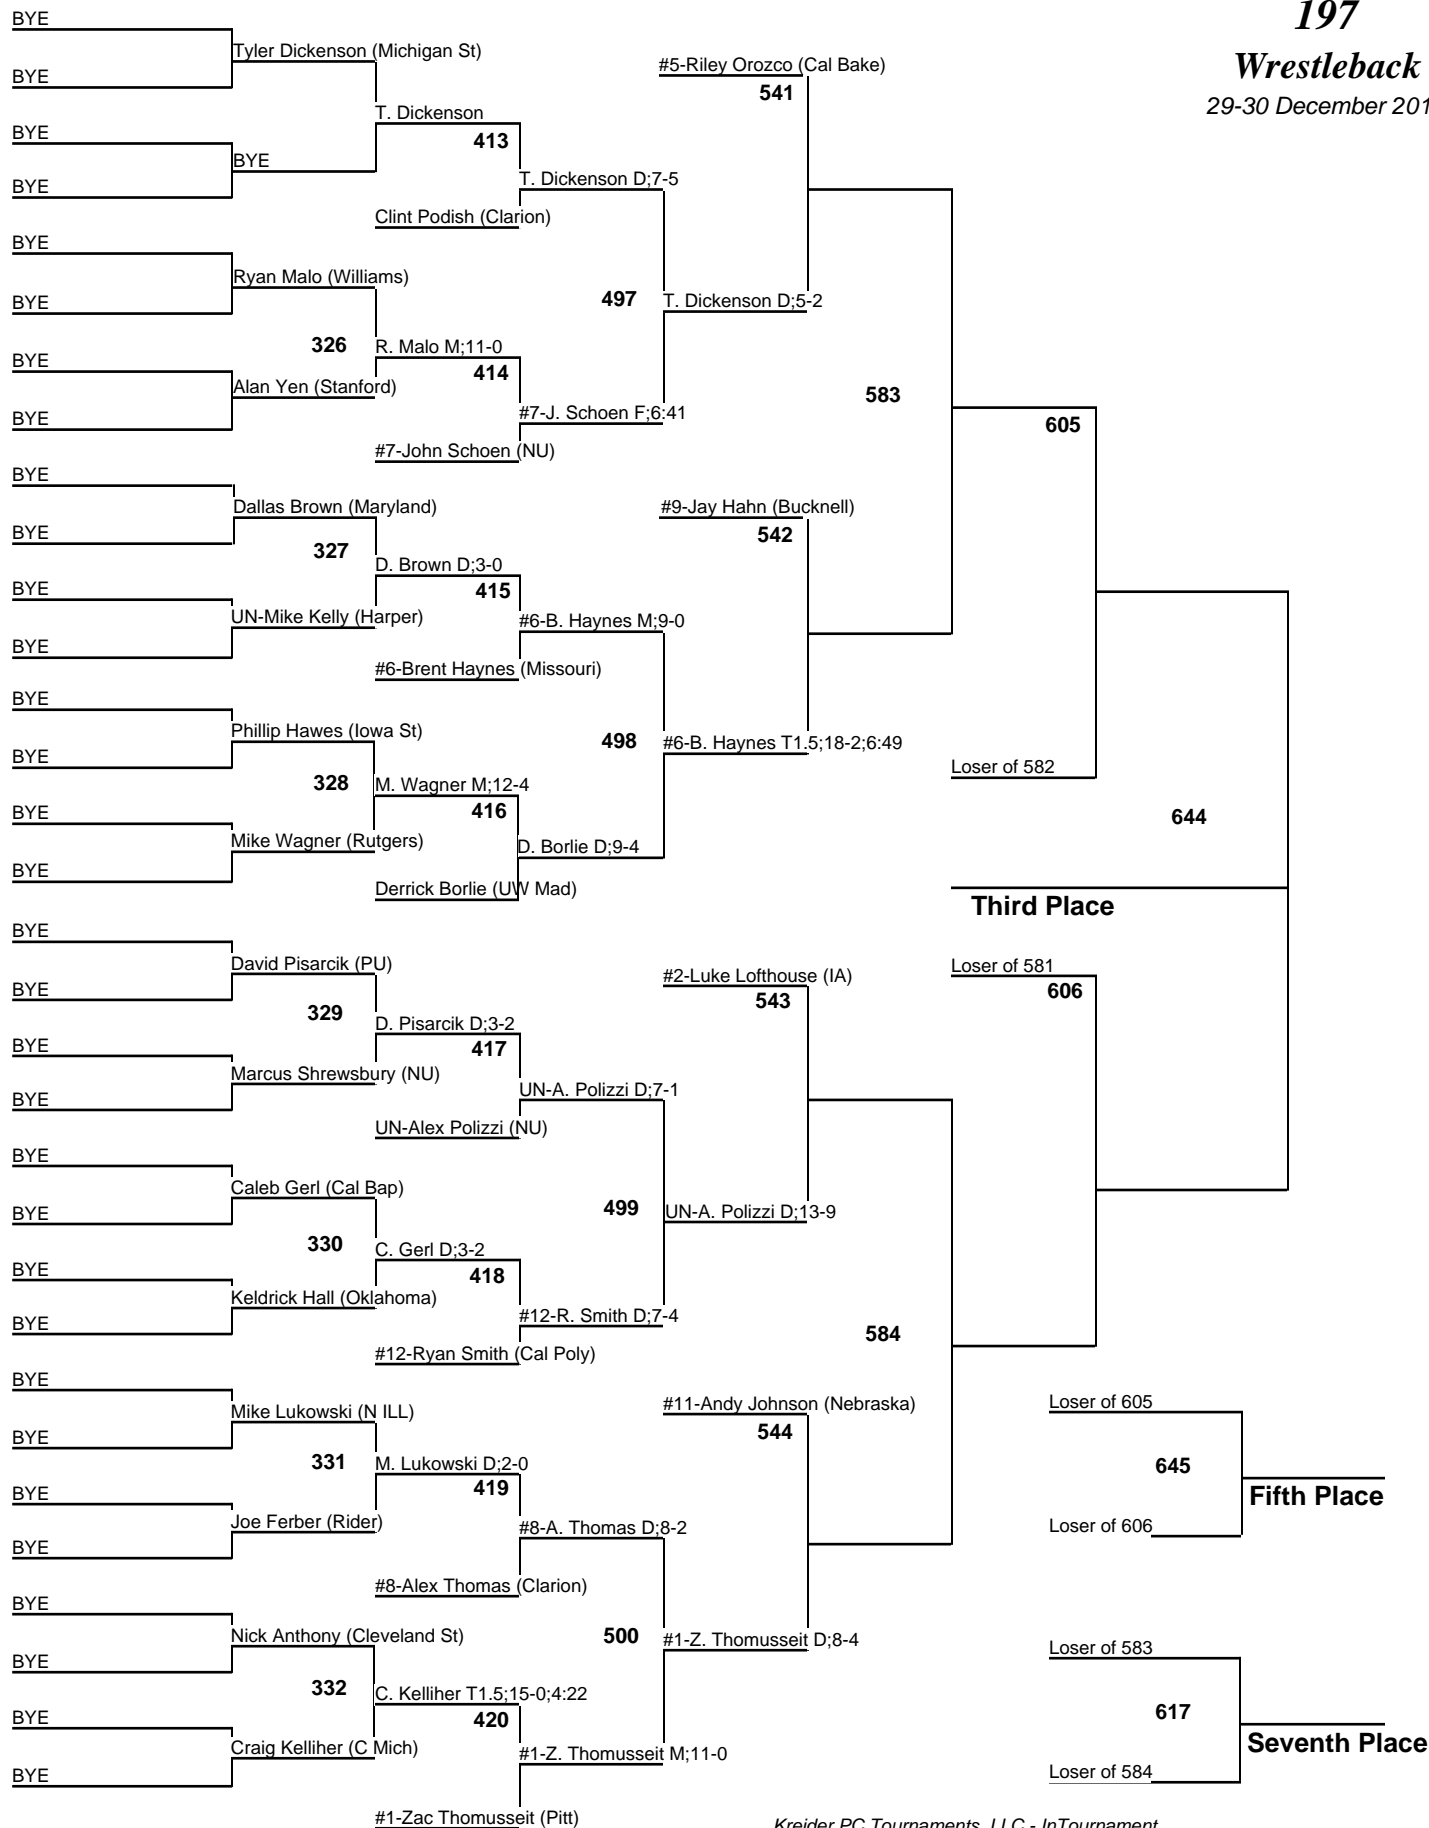 197
Wrestleback
29-30 December 201
BYE
Tyler Dickenson (Michigan St)
#5-Riley Orozco (Cal Bake)
BYE
541
T. Dickenson
BYE
413
BYE
T. Dickenson D;7-5
BYE
Clint Podish (Clarion)
BYE
Ryan Malo (Williams)
497
T. Dickenson D;5-2
BYE
326
R. Malo M;11-0
BYE
414
Alan Yen (Stanford)
583
BYE
#7-J. Schoen F;6:41
605
#7-John Schoen (NU)
BYE
Dallas Brown (Maryland)
#9-Jay Hahn (Bucknell)
BYE
542
327
D. Brown D;3-0
BYE
415
UN-Mike Kelly (Harper)
#6-B. Haynes M;9-0
BYE
#6-Brent Haynes (Missouri)
BYE
Phillip Hawes (Iowa St)
498
#6-B. Haynes T1.5;18-2;6:49
BYE
Loser of 582
328
M. Wagner M;12-4
BYE
416
644
Mike Wagner (Rutgers)
D. Borlie D;9-4
BYE
Derrick Borlie (UW Mad)
Third Place
BYE
David Pisarcik (PU)
#2-Luke Lofthouse (IA)
Loser of 581
BYE
543
606
329
D. Pisarcik D;3-2
BYE
417
Marcus Shrewsbury (NU)
UN-A. Polizzi D;7-1
BYE
UN-Alex Polizzi (NU)
BYE
Caleb Gerl (Cal Bap)
499
UN-A. Polizzi D;13-9
BYE
330
C. Gerl D;3-2
BYE
418
Keldrick Hall (Oklahoma)
#12-R. Smith D;7-4
BYE
584
#12-Ryan Smith (Cal Poly)
BYE
Mike Lukowski (N ILL)
#11-Andy Johnson (Nebraska)
Loser of 605
BYE
544
331
M. Lukowski D;2-0
645
BYE
419
Fifth Place
Joe Ferber (Rider)
#8-A. Thomas D;8-2
Loser of 606
BYE
#8-Alex Thomas (Clarion)
BYE
Nick Anthony (Cleveland St)
500
#1-Z. Thomusseit D;8-4
Loser of 583
BYE
332
C. Kelliher T1.5;15-0;4:22
BYE
420
617
Craig Kelliher (C Mich)
#1-Z. Thomusseit M;11-0
Seventh Place
BYE
Loser of 584
#1-Zac Thomusseit (Pitt)
Kreider PC Tournaments, LLC - InTournament